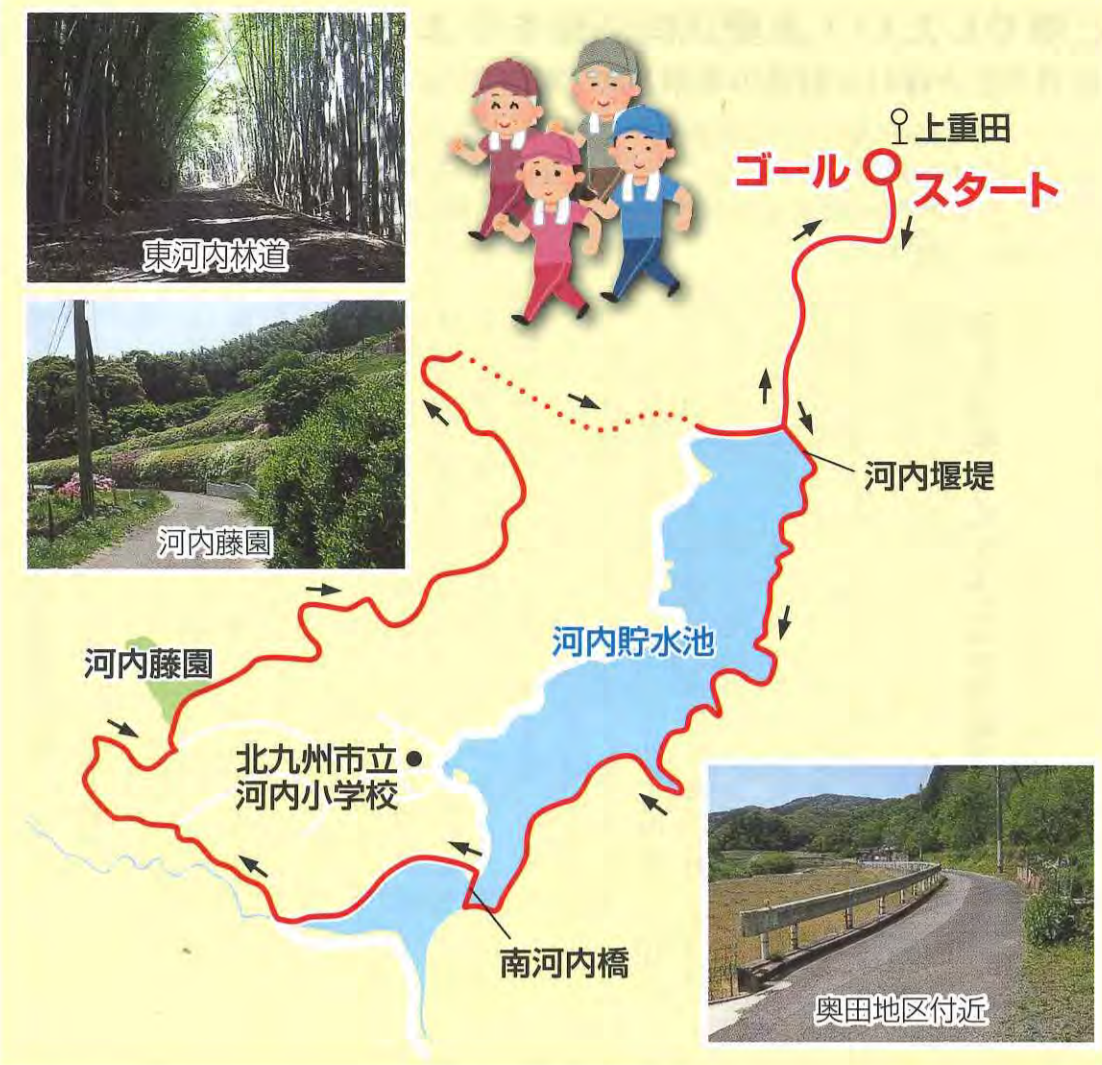 東河内林道
上重田
ゴール
スタート
河内藤園
河内堰堤
河内貯水池
河内藤園
北九州市立
河内小学校
南河内橋
奥田地区付近